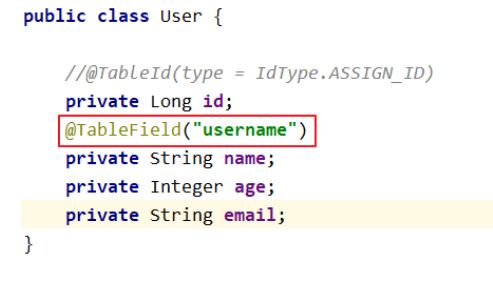 public class User {
//@TableId(type = IdType.ASSIGN_ID)
private Long id;
@TableField("username")
private String name;
private Integer age;
private String email;
}